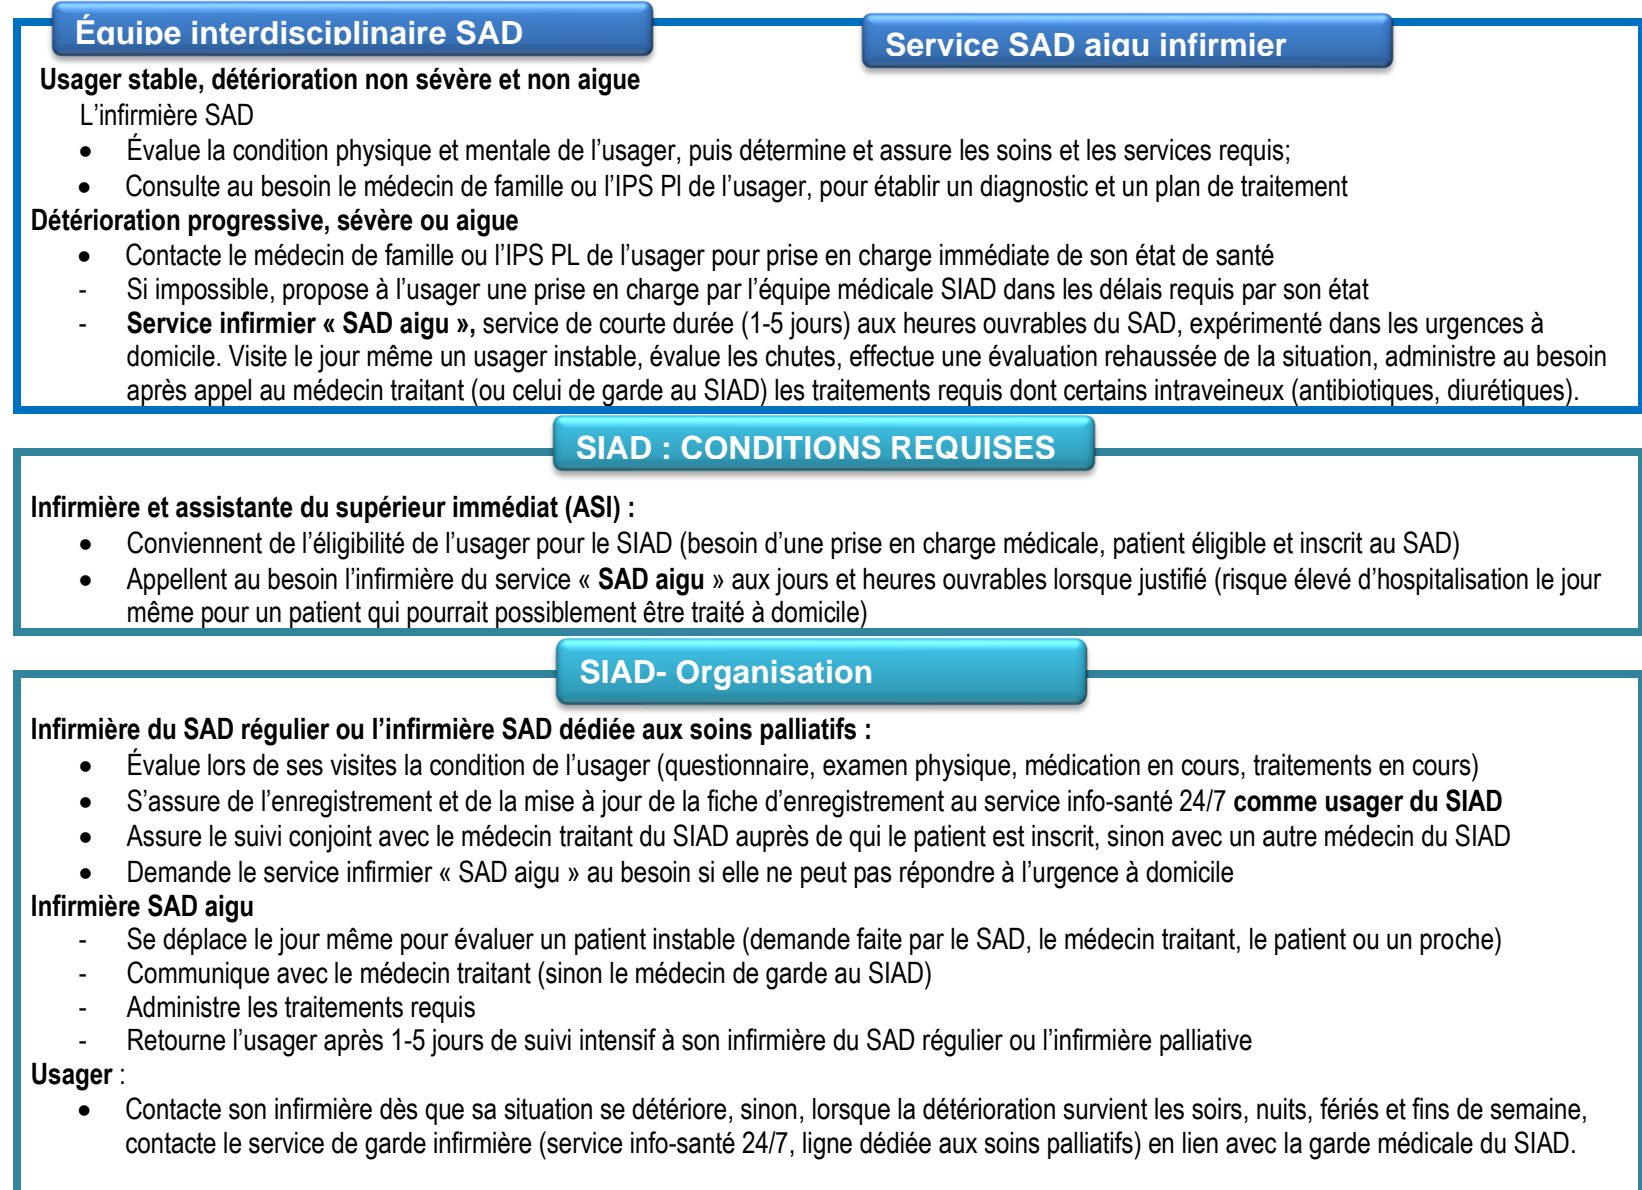 Équipe interdisciplinaire SAD
Service SAD aigu infirmier
Usager stable, détérioration non sévère et non aigue
L’infirmière SAD
• Évalue la condition physique et mentale de l’usager, puis détermine et assure les soins et les services requis;
• Consulte au besoin le médecin de famille ou l’IPS Pl de l’usager, pour établir un diagnostic et un plan de traitement
Détérioration progressive, sévère ou aigue
• Contacte le médecin de famille ou l’IPS PL de l’usager pour prise en charge immédiate de son état de santé
- Si impossible, propose à l’usager une prise en charge par l’équipe médicale SIAD dans les délais requis par son état
- Service infirmier « SAD aigu », service de courte durée (1-5 jours) aux heures ouvrables du SAD, expérimenté dans les urgences à
domicile. Visite le jour même un usager instable, évalue les chutes, effectue une évaluation rehaussée de la situation, administre au besoin
après appel au médecin traitant (ou celui de garde au SIAD) les traitements requis dont certains intraveineux (antibiotiques, diurétiques).
SIAD : CONDITIONS REQUISES
Infirmière et assistante du supérieur immédiat (ASI) :
• Conviennent de l’éligibilité de l’usager pour le SIAD (besoin d’une prise en charge médicale, patient éligible et inscrit au SAD)
• Appellent au besoin l’infirmière du service « SAD aigu » aux jours et heures ouvrables lorsque justifié (risque élevé d’hospitalisation le jour
même pour un patient qui pourrait possiblement être traité à domicile)
SIAD- Organisation
Infirmière du SAD régulier ou l’infirmière SAD dédiée aux soins palliatifs :
• Évalue lors de ses visites la condition de l’usager (questionnaire, examen physique, médication en cours, traitements en cours)
• S’assure de l’enregistrement et de la mise à jour de la fiche d’enregistrement au service info-santé 24/7 comme usager du SIAD
• Assure le suivi conjoint avec le médecin traitant du SIAD auprès de qui le patient est inscrit, sinon avec un autre médecin du SIAD
• Demande le service infirmier « SAD aigu » au besoin si elle ne peut pas répondre à l’urgence à domicile
Infirmière SAD aigu
- Se déplace le jour même pour évaluer un patient instable (demande faite par le SAD, le médecin traitant, le patient ou un proche)
- Communique avec le médecin traitant (sinon le médecin de garde au SIAD)
- Administre les traitements requis
- Retourne l’usager après 1-5 jours de suivi intensif à son infirmière du SAD régulier ou l’infirmière palliative
Usager :
• Contacte son infirmière dès que sa situation se détériore, sinon, lorsque la détérioration survient les soirs, nuits, fériés et fins de semaine,
contacte le service de garde infirmière (service info-santé 24/7, ligne dédiée aux soins palliatifs) en lien avec la garde médicale du SIAD.